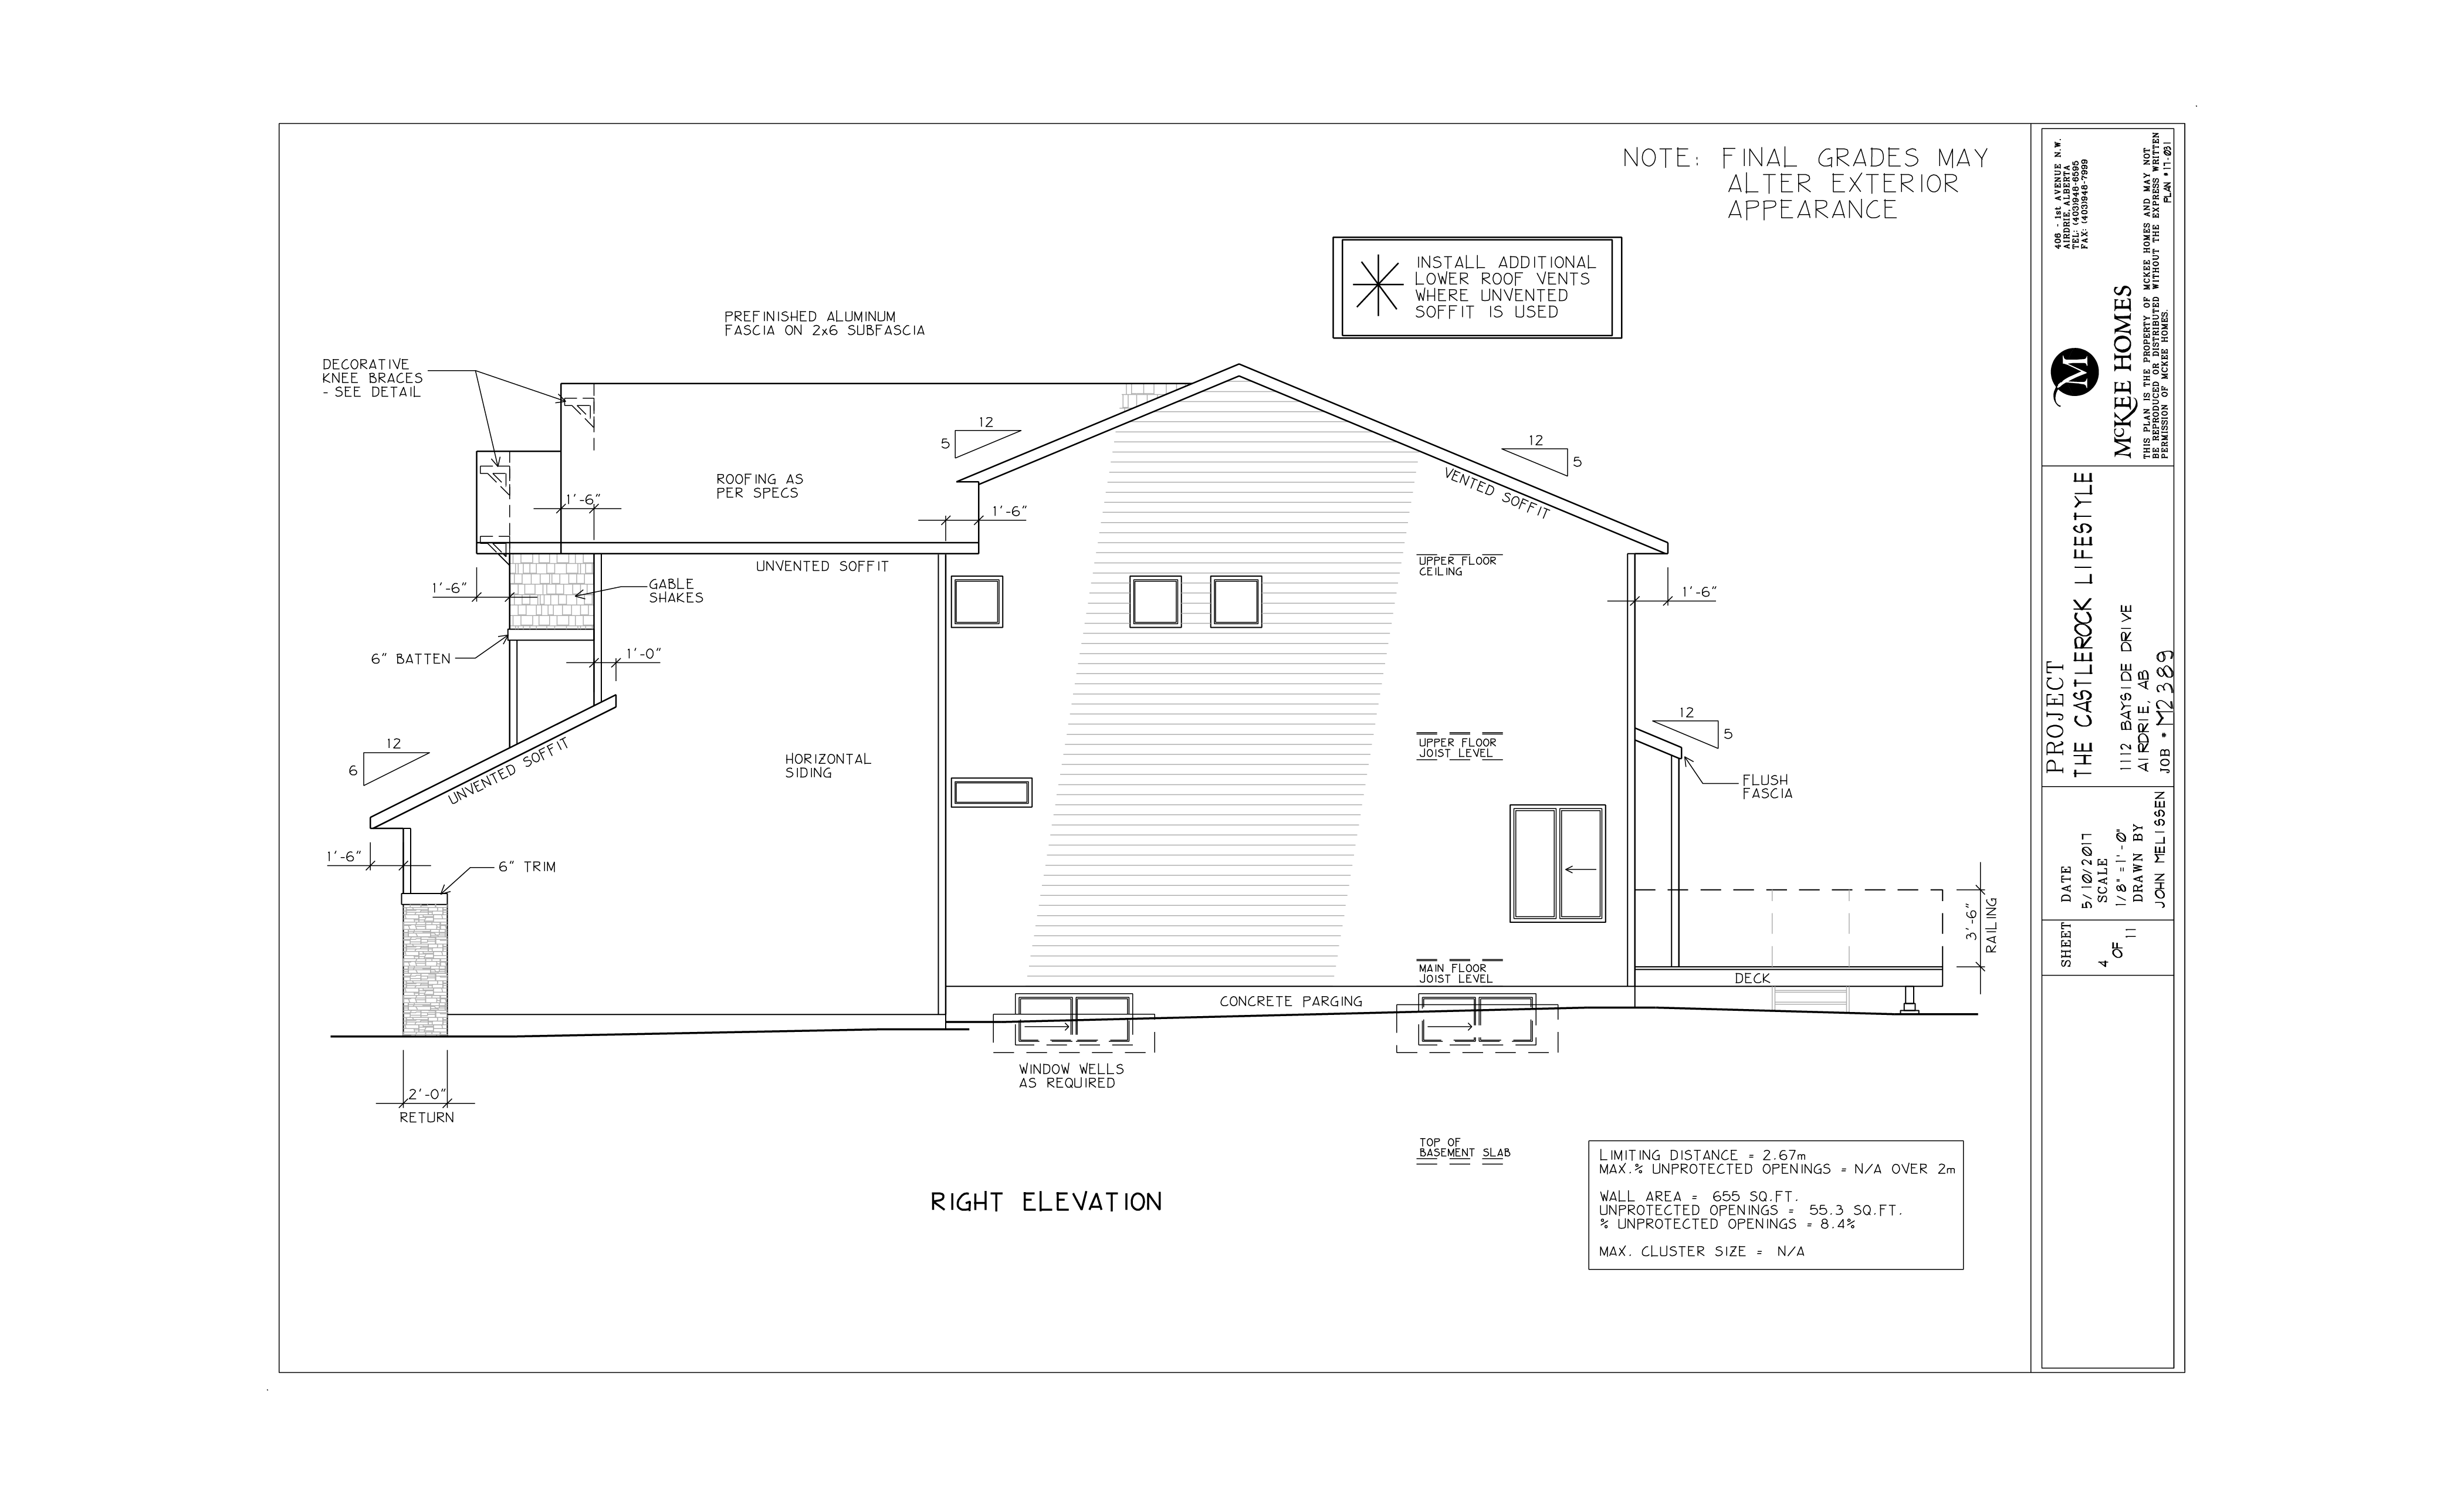 NOTE: FINAL GRADES MAY
ALTER EXTERIOR
APPEARANCE
INSTALL ADDITIONAL
LOWER ROOF VENTS
WHERE UNVENTED
SOFFIT IS USED
PREFINISHED ALUMINUM
FASCIA ON 2x6 SUBFASCIA
DECORATIVE
KNEE BRACES
- SEE DETAIL
12
5
12
5
ROOFING AS
PER SPECS
VENTED SOFFIT
1'-6"
1'-6"
UNVENTED SOFFIT
UPPER FLOOR
CEILING
1'-6"
GABLE
SHAKES
1'-6"
6" BATTEN
1'-0"
12
6
UNVENTED SOFFIT
HORIZONTAL
SIDING
UPPER FLOOR
JOIST LEVEL
12
5
FLUSH
FASCIA
1'-6"
6" TRIM
3'-6"
RAILING
MAIN FLOOR
JOIST LEVEL
DECK
CONCRETE PARGING
WINDOW WELLS
AS REQUIRED
2'-0"
RETURN
TOP OF
BASEMENT SLAB
RIGHT ELEVATION
LIMITING DISTANCE = 2.67m
MAX.% UNPROTECTED OPENINGS = N/A OVER 2m
WALL AREA = 655 SQ.FT.
UNPROTECTED OPENINGS = 55.3 SQ.FT.
% UNPROTECTED OPENINGS = 8.4%
MAX. CLUSTER SIZE = N/A
406 - 1st AVENUE N.W.
AIRDRIE, ALBERTA
TEL: (403)948-6595
FAX: (403)948-7999
M
McKEE HOMES
THIS PLAN IS THE PROPERTY OF MCKEE HOMES AND MAY NOT
BE REPRODUCED OR DISTRIBUTED WITHOUT THE EXPRESS WRITTEN
PERMISSION OF MCKEE HOMES.
PLAN #17-031
PROJECT
THE CASTLEROCK LIFESTYLE
1112 BAYSIDE DRIVE
AIRDRIE, AB
JOB # M2389
DATE
5/10/2017
SCALE
1/8" = 1'-0"
DRAWN BY
JOHN MELISSEN
SHEET
4
OF
11